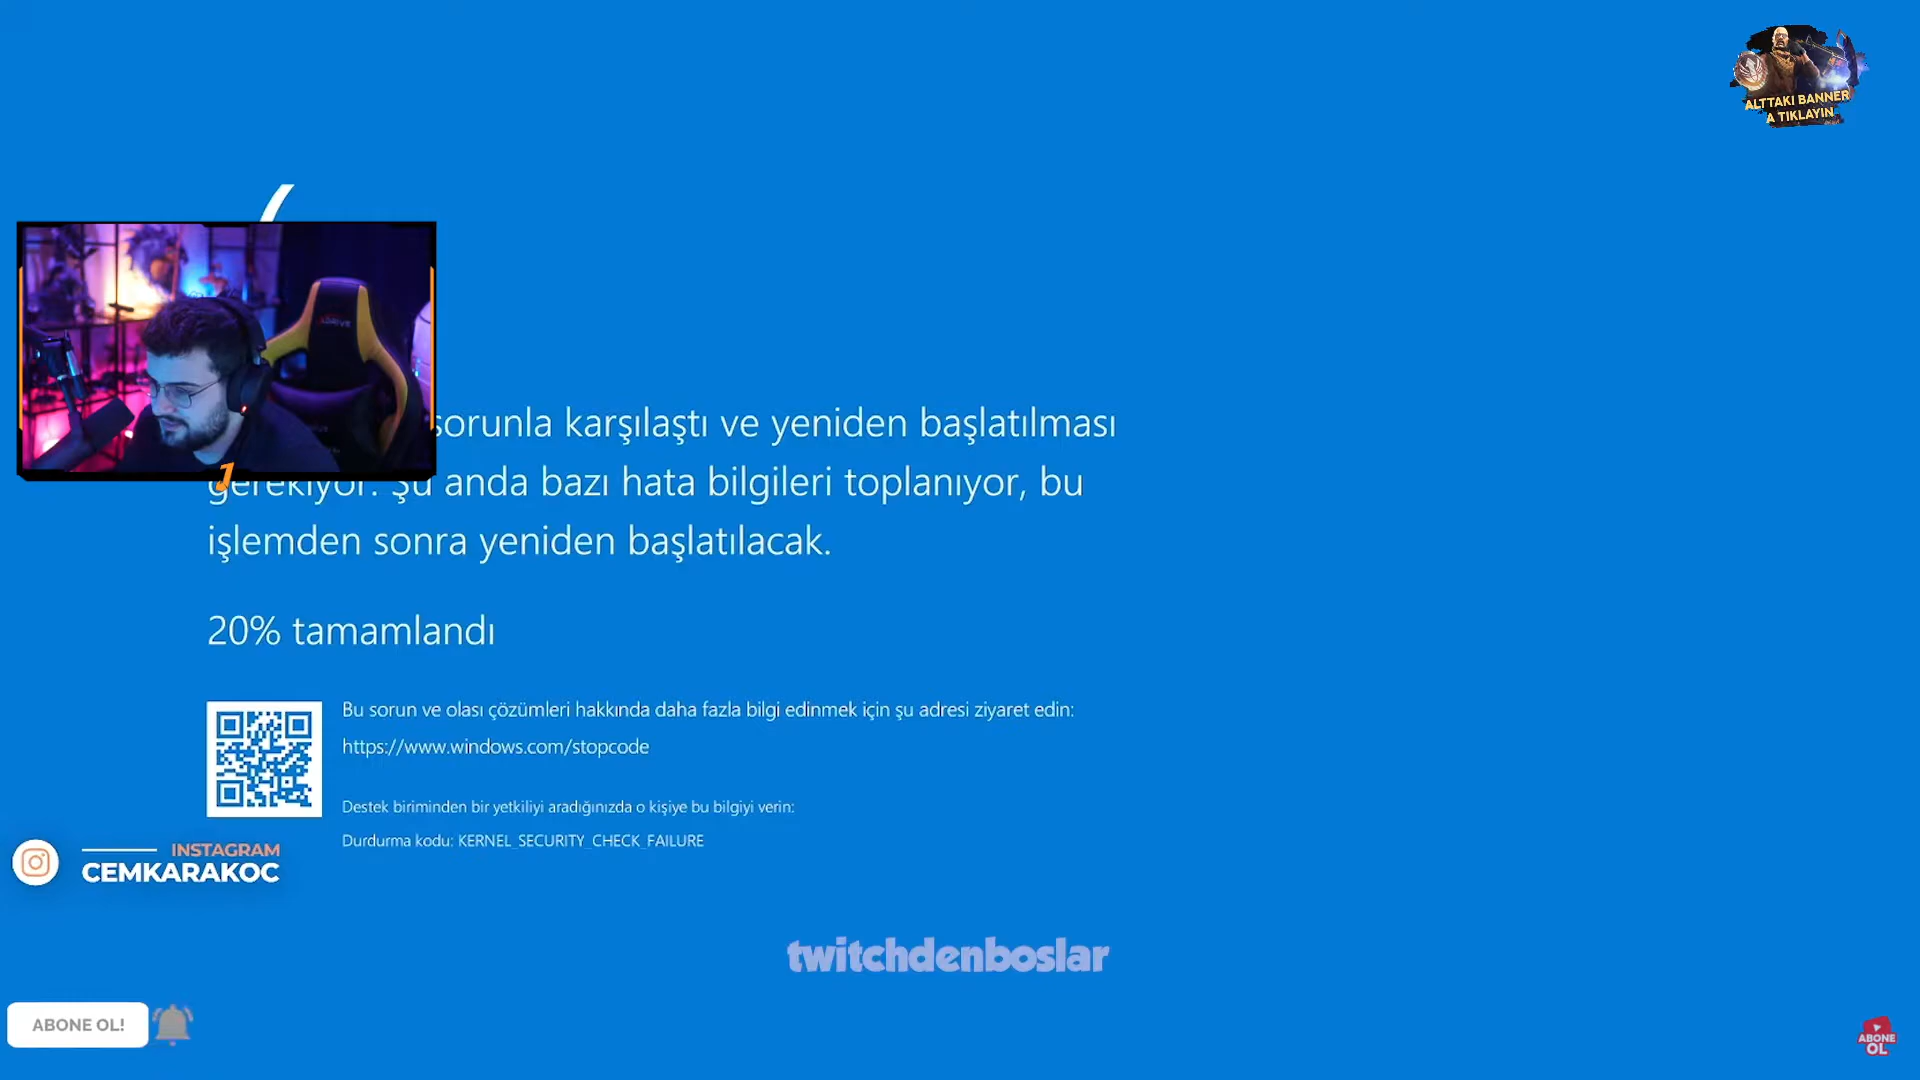 ALTTAKI BANNER
A TIKLAYIN
sorunla karşılaştı ve yeniden başlatılması
gerekiyor. Şu anda bazı hata bilgileri toplanıyor, bu
işlemden sonra yeniden başlatılacak.
20% tamamlandı
Bu sorun ve olası çözümleri hakkında daha fazla bilgi edinmek için şu adresi ziyaret edin:
https://www.windows.com/stopcode
Destek biriminden bir yetkiliyi aradığınızda o kişiye bu bilgiyi verin:
Durdurma kodu: KERNEL_SECURITY_CHECK_FAILURE
INSTAGRAM
CEMKARAKOC
twitchdenboslar
ABONE OL!
ABONE
OL